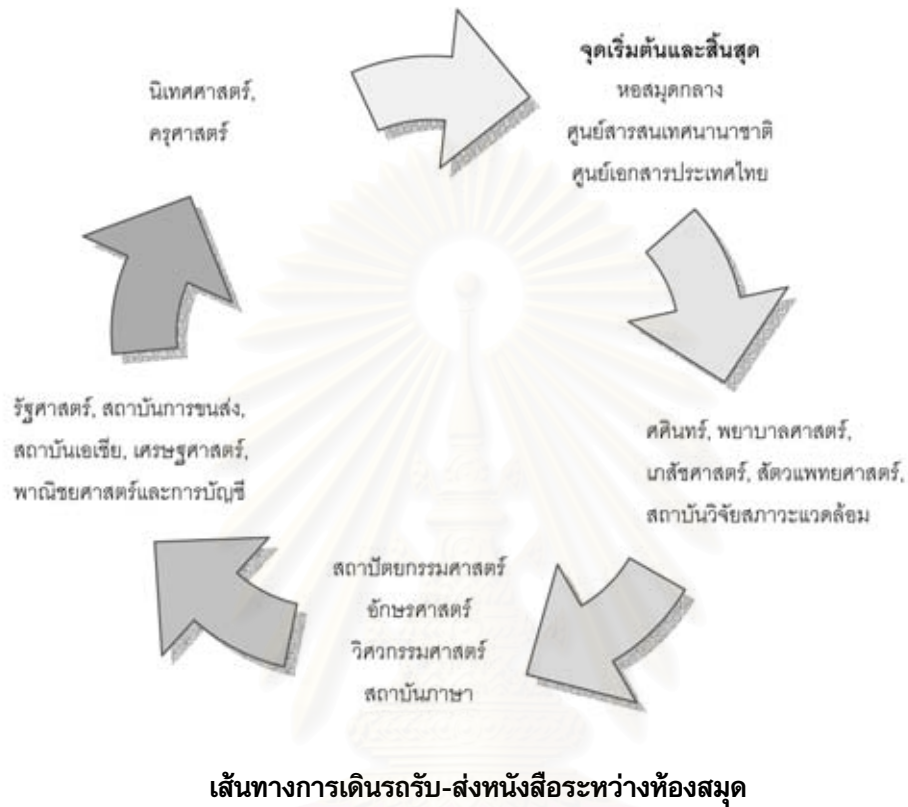 จุดเริ่มต้นและสิ้นสุด
หอสมุดกลาง
ศูนย์สารสนเทศนานาชาติ
ศูนย์เอกสารประเทศไทย
ศศินทร์, พยาบาลศาสตร์,
เภสัชศาสตร์, สัตวแพทยศาสตร์,
สถาบันวิจัยสภาวะแวดล้อม
สถาปัตยกรรมศาสตร์
อักษรศาสตร์
วิศวกรรมศาสตร์
สถาบันภาษา
รัฐศาสตร์, สถาบันการขนส่ง,
สถาบันเอเชีย, เศรษฐศาสตร์,
พาณิชยศาสตร์และการบัญชี
นิเทศศาสตร์,
ครุศาสตร์
เส้นทางการเดินรถรับ-ส่งหนังสือระหว่างห้องสมุด